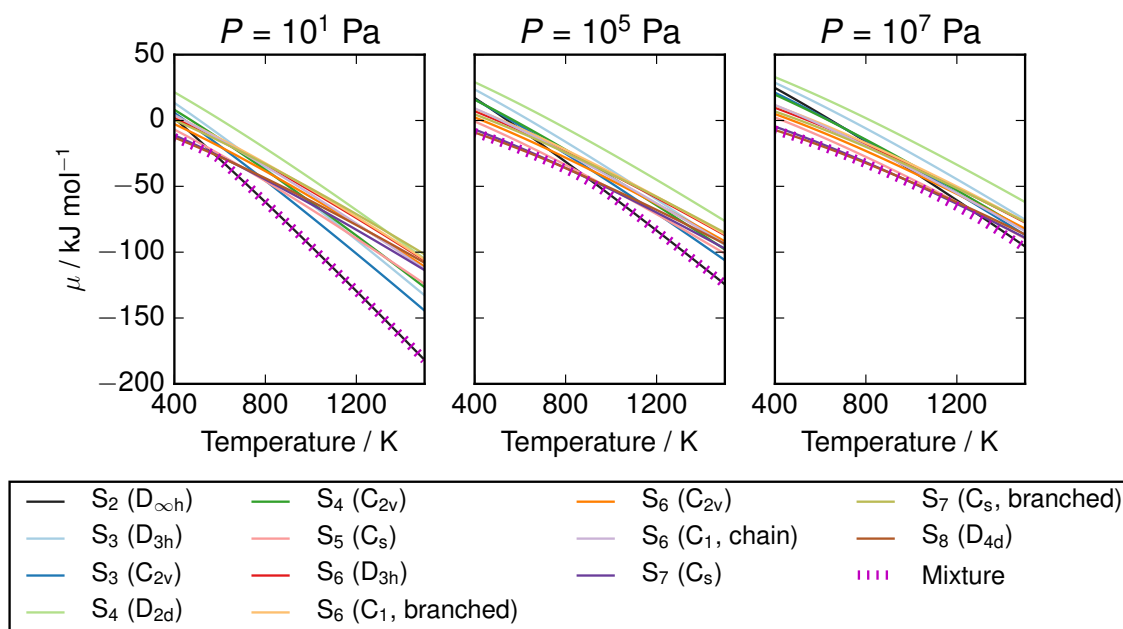 P = 10¹ Pa P = 10⁵ Pa P = 10⁷ Pa
50
0
−50
−100
−150
−200
μ / kJ mol⁻¹
400 800 1200 400 800 1200 400 800 1200
Temperature / K Temperature / K Temperature / K
S₂ (D∞h) S₄ (C₂ᵥ) S₆ (C₂ᵥ) S₇ (Cₛ, branched)
S₃ (D₃h) S₅ (Cₛ) S₆ (C₁, chain) S₈ (D₄d)
S₃ (C₂ᵥ) S₆ (D₃h) S₇ (Cₛ) Mixture
S₄ (D₂d) S₆ (C₁, branched)